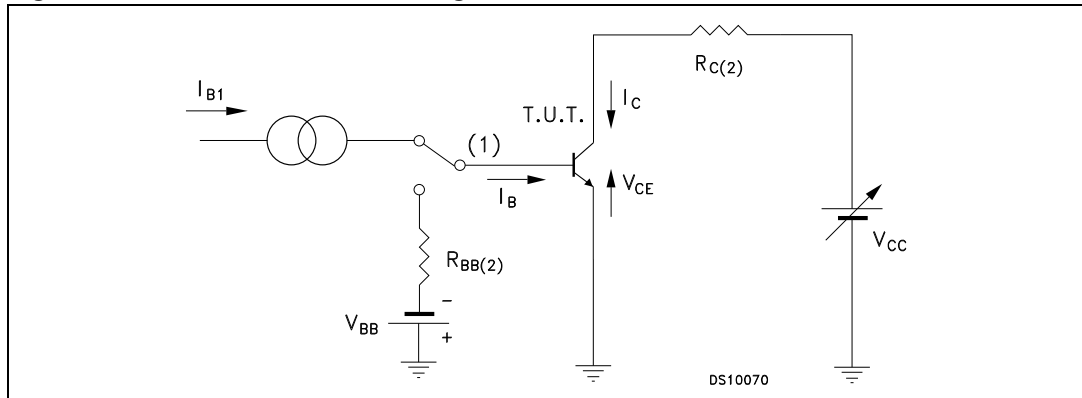 I_B1
R_C(2)
T.U.T.
I_C
(1)
I_B
V_CE
V_CC
R_BB(2)
V_BB
-
+
DS10070